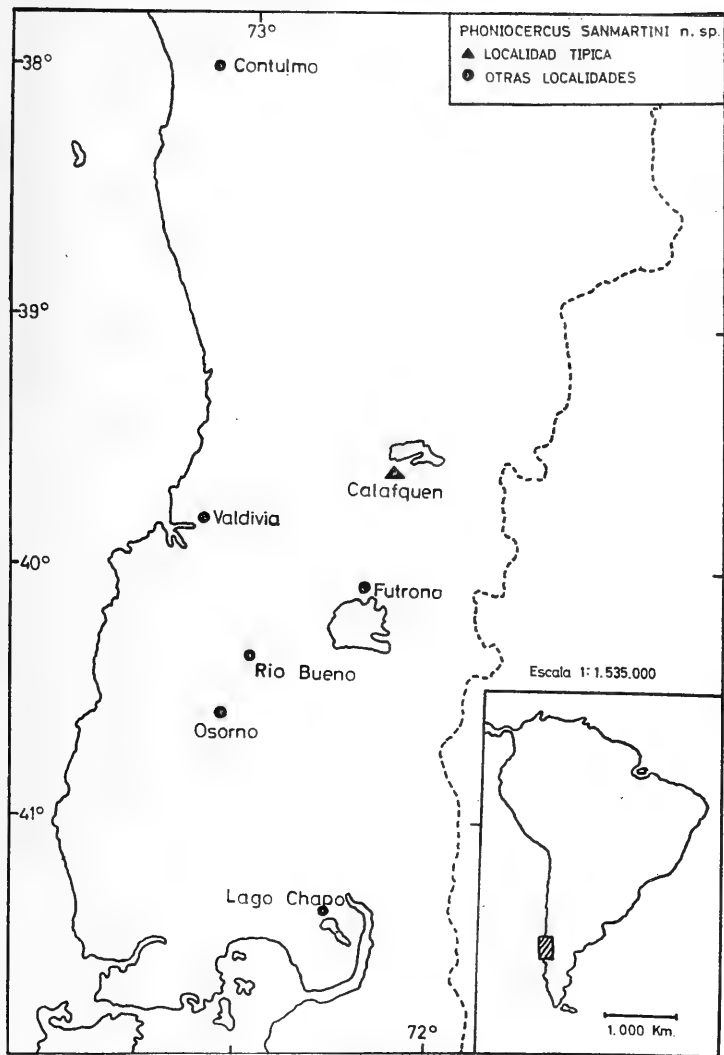 73°
PHONIOCERCUS SANMARTINI n. sp.
▲ LOCALIDAD TIPICA
● OTRAS LOCALIDADES
38°
Contulmo
39°
Calafquen
Valdivia
40°
Futrono
Rio Bueno
Escala 1:1.535.000
Osorno
41°
Lago Chapo
1.000 Km.
72°